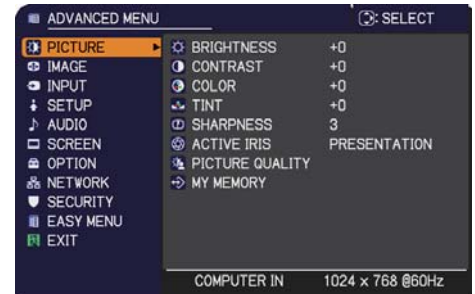 ADVANCED MENU : SELECT
PICTURE
IMAGE
INPUT
SETUP
AUDIO
SCREEN
OPTION
NETWORK
SECURITY
EASY MENU
EXIT
BRIGHTNESS +0
CONTRAST +0
COLOR +0
TINT +0
SHARPNESS 3
ACTIVE IRIS PRESENTATION
PICTURE QUALITY
MY MEMORY
COMPUTER IN 1024 x 768 @60Hz